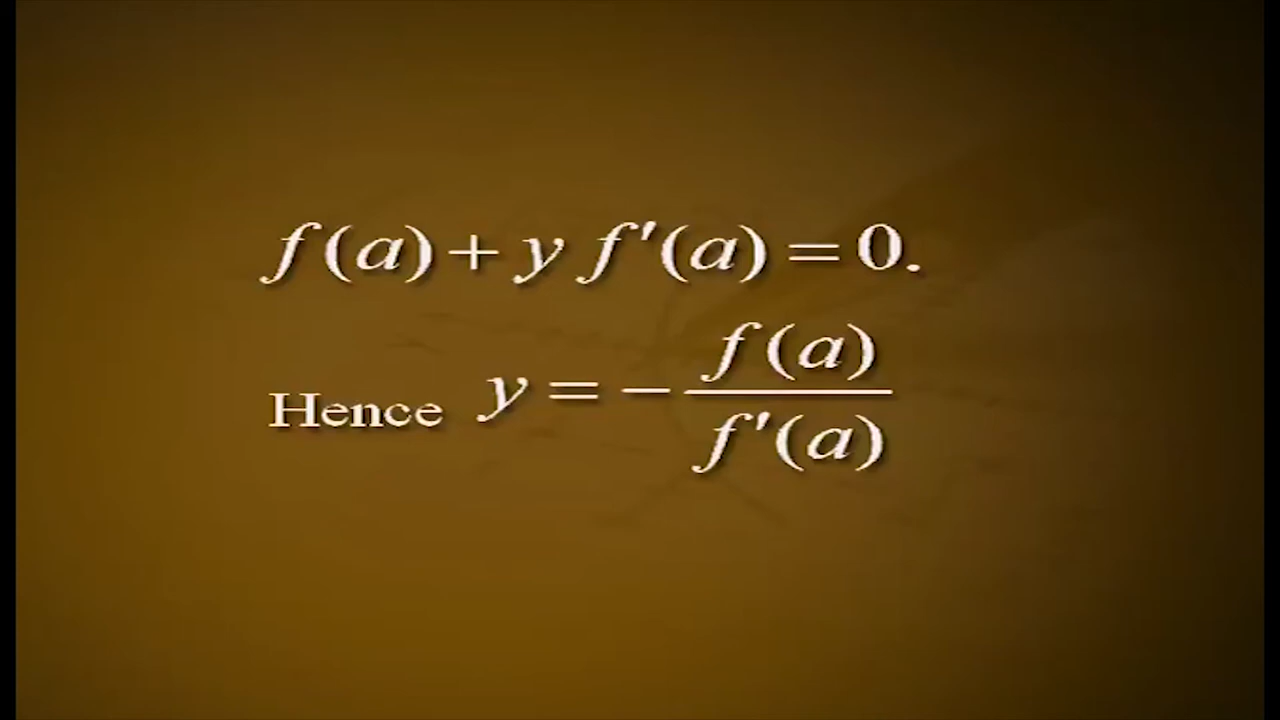 f(a) + y f'(a) = 0.
Hence y = - f(a) / f'(a)